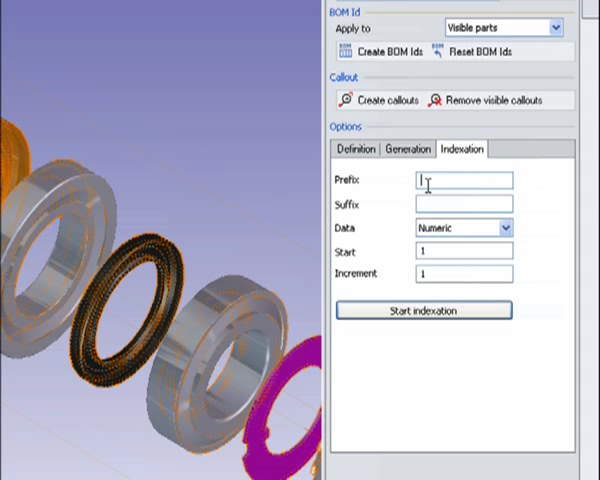 BOM Id
Apply to
Visible parts
Create BOM Ids
Reset BOM Ids
Callout
Create callouts
Remove visible callouts
Options
Definition
Generation
Indexation
Prefix
Suffix
Data
Numeric
Start
1
Increment
1
Start indexation